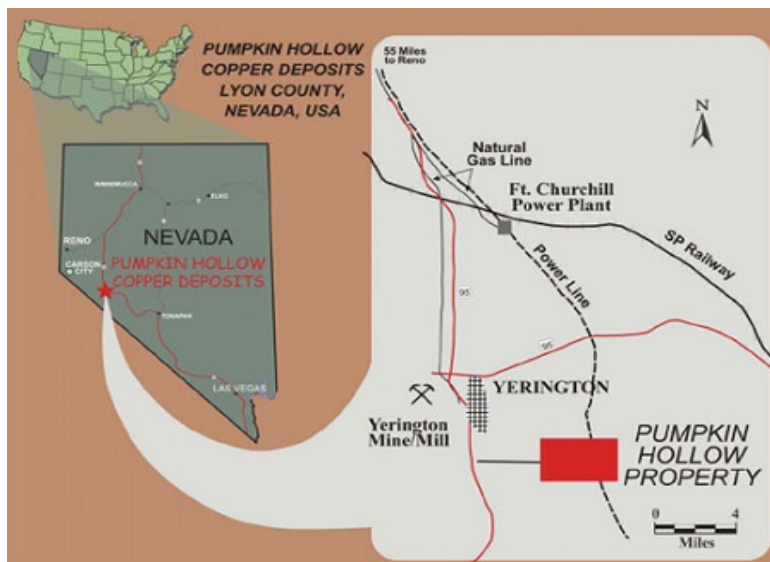 PUMPKIN HOLLOW
COPPER DEPOSITS
LYON COUNTY,
NEVADA, USA
WINNEMUCCA
ELKO
RENO
NEVADA
CARSON
CITY
PUMPKIN HOLLOW
COPPER DEPOSITS
TONAPAH
LAS VEGAS
55 Miles
to Reno
N
Natural
Gas Line
Ft. Churchill
Power Plant
SP Railway
Power Line
95
95
YERINGTON
Yerington
Mine/Mill
PUMPKIN
HOLLOW
PROPERTY
0 4
Miles